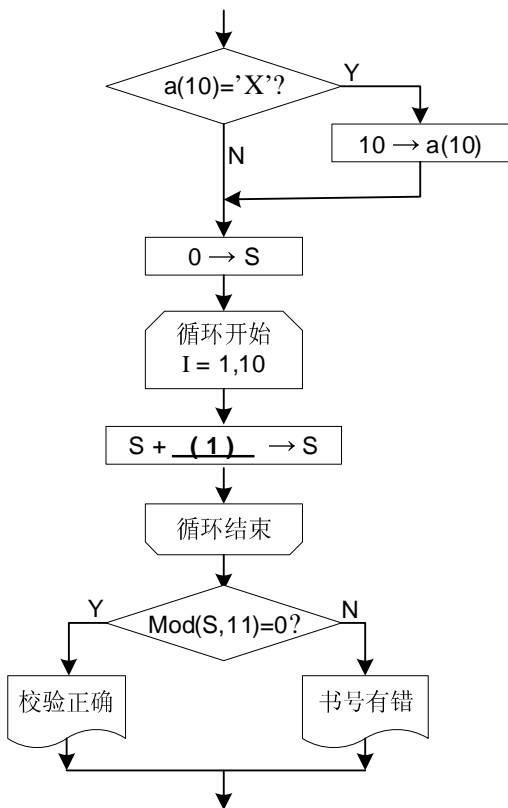 a(10)='X'?
Y
10 → a(10)
N
0 → S
循环开始
I = 1,10
S + (1) → S
循环结束
Y
Mod(S,11)=0?
N
校验正确
书号有错